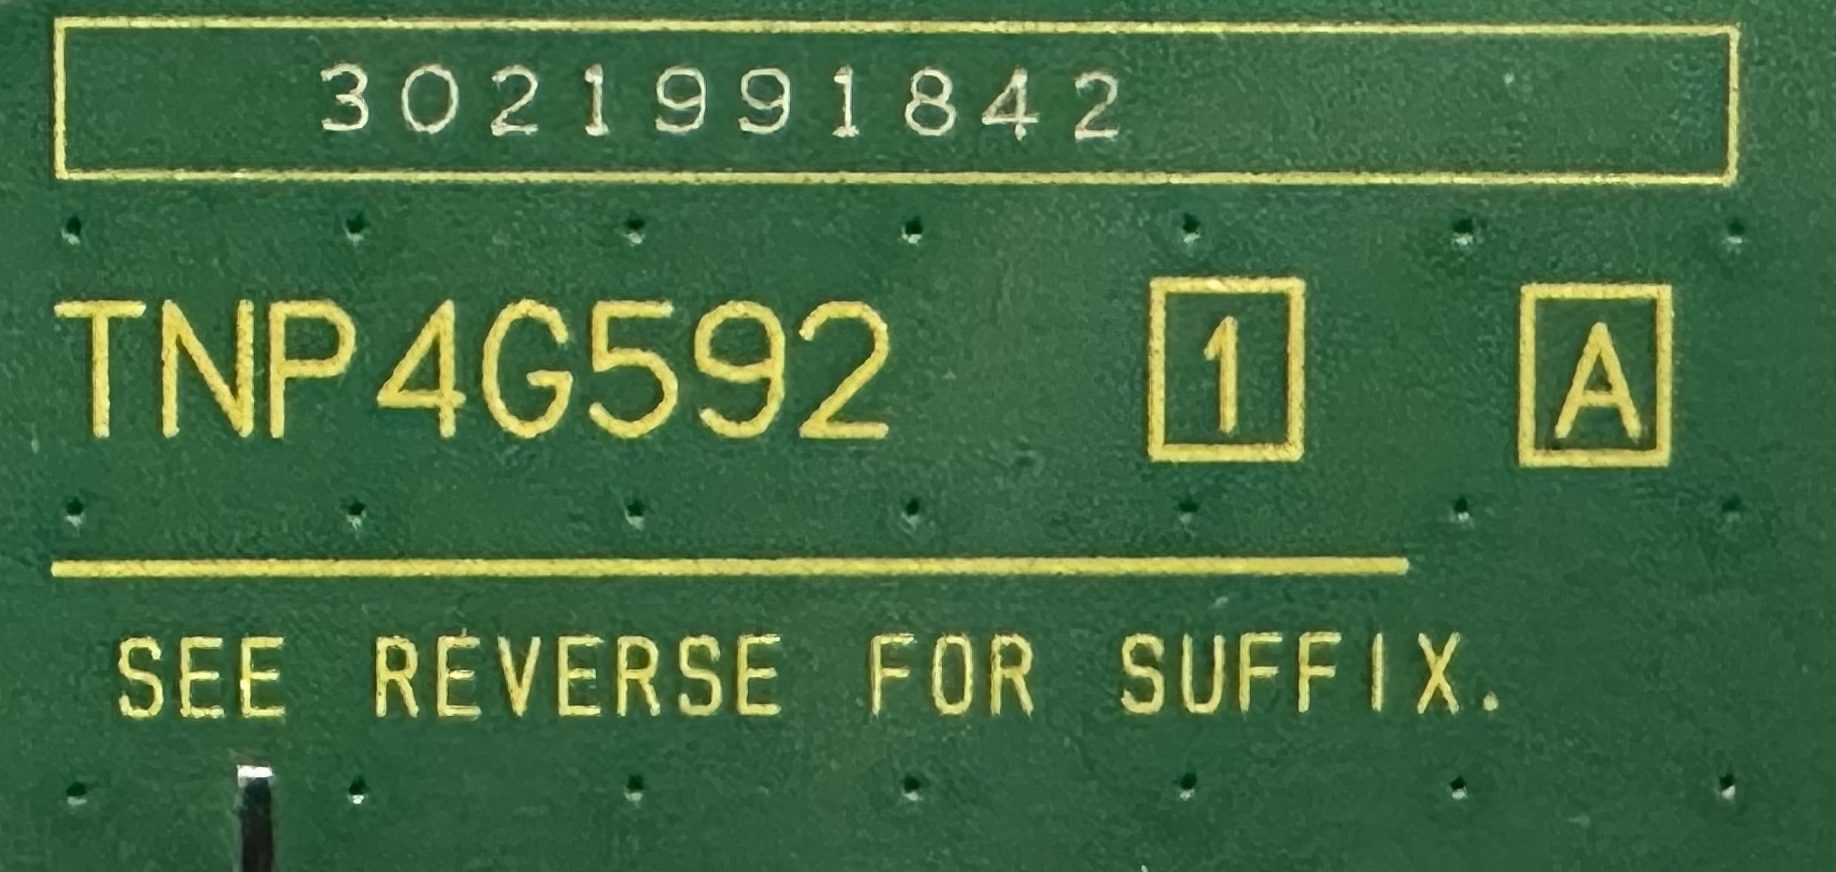 3021991842
TNP4G592 1 A
SEE REVERSE FOR SUFFIX.